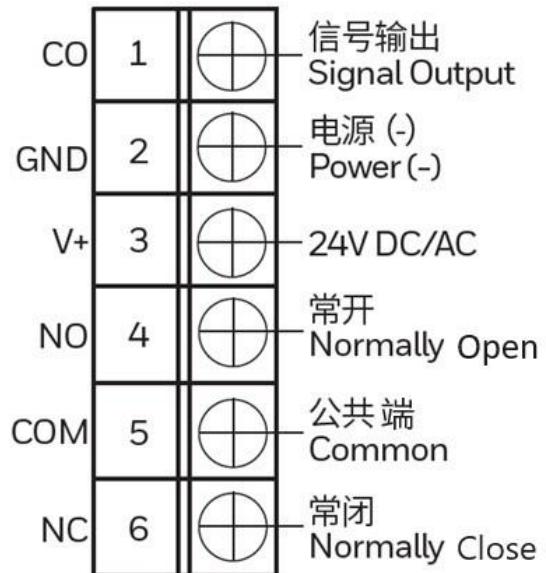 CO 1 信号输出
Signal Output
GND 2 电源 (-)
Power (-)
V+ 3 24V DC/AC
NO 4 常开
Normally Open
COM 5 公共端
Common
NC 6 常闭
Normally Close